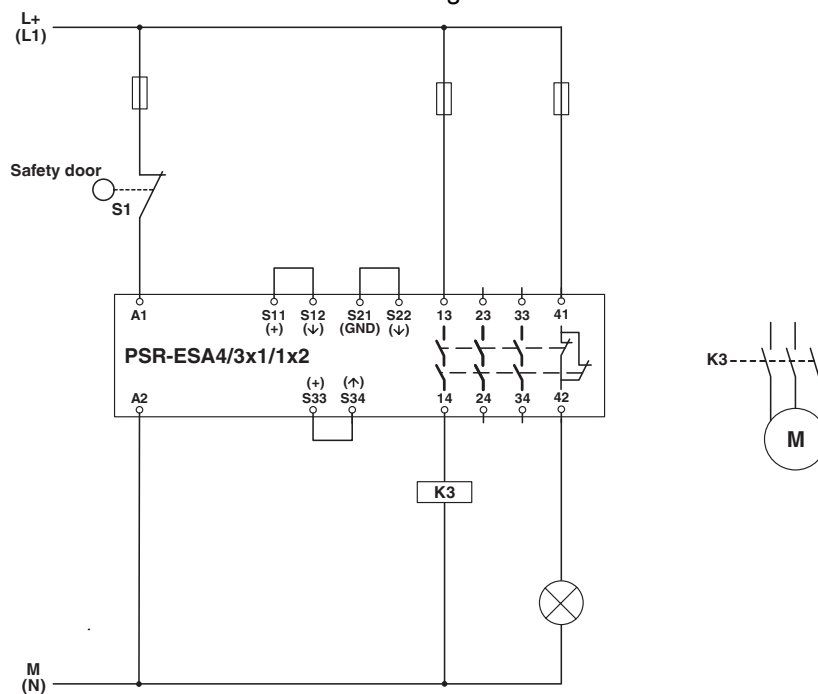 L+
(L1)
Safety door
S1
A1 S11 S12 S21 S22 13 23 33 41
(+) (↓) (GND) (↓)
PSR-ESA4/3x1/1x2
K3
(+) (↑)
A2 S33 S34 14 24 34 42
M
K3
M
(N)